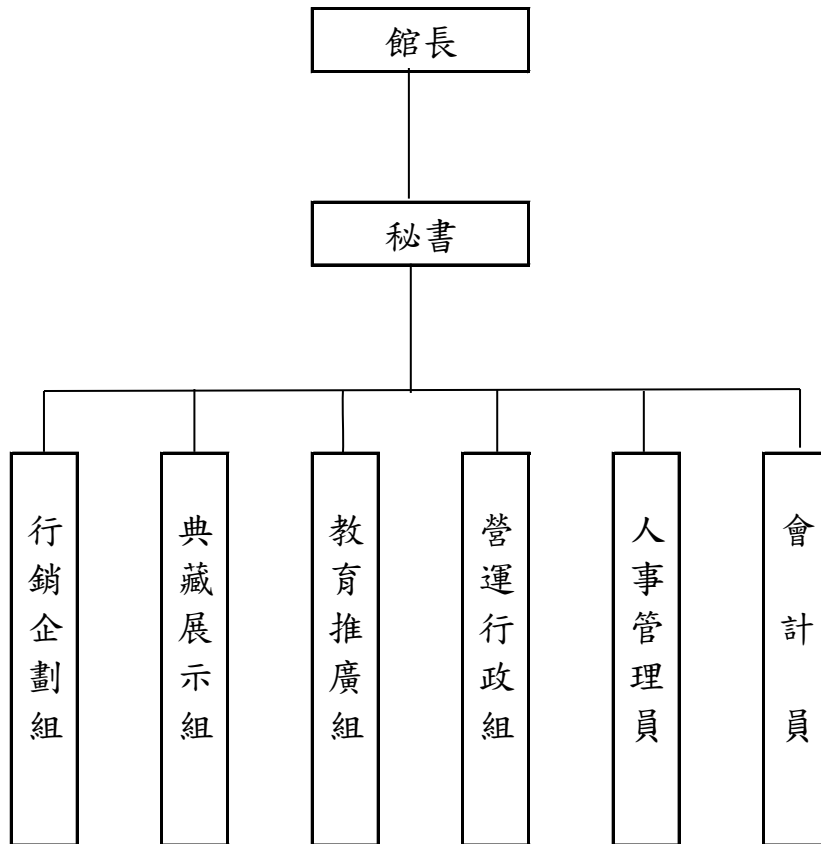 館長
秘書
行銷企劃組
典藏展示組
教育推廣組
營運行政組
人事管理員
會計員